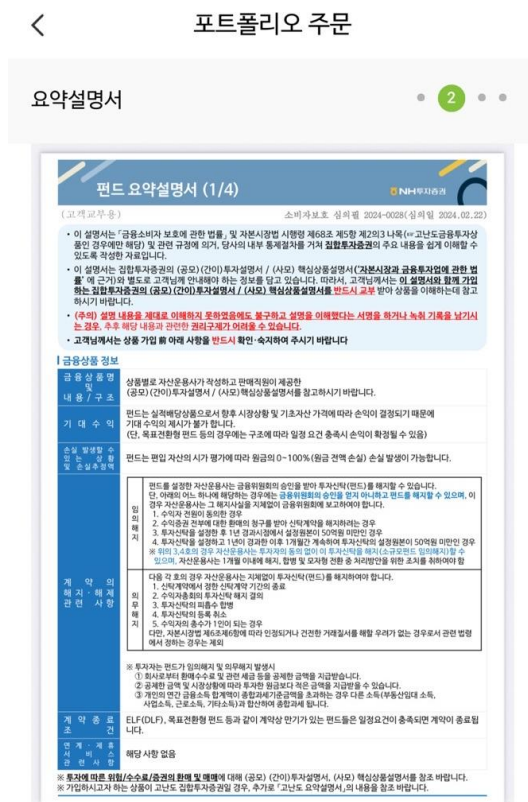 포트폴리오 주문
요약설명서
2
펀드 요약설명서 (1/4)
NH투자증권
(고객교부용)
소비자보호 심의필 2024-0028(심의일 2024.02.22)
• 이 설명서는 「금융소비자 보호에 관한 법률」 및 자본시장법 시행령 제68조 제5항 제2의3 나목(☞고난도금융투자상
품인 경우에만 해당) 및 관련 규정에 의거, 당사의 내부 통제절차를 거쳐 집합투자증권의 주요 내용을 쉽게 이해할 수
있도록 작성한 자료입니다.
• 이 설명서는 집합투자증권의 (공모)(간이)투자설명서 / (사모) 핵심상품설명서(「자본시장과 금융투자업에 관한 법
률」에 근거)와 별도로 고객님께 안내해야 하는 정보를 담고 있습니다. 따라서, 고객님께서는 이 설명서와 함께 가입
하는 집합투자증권의 (공모)(간이)투자설명서 / (사모) 핵심상품설명서를 반드시 교부 받아 상품을 이해하는데 참고
하시기 바랍니다.
• (주의) 설명 내용을 제대로 이해하지 못하였음에도 불구하고 설명을 이해했다는 서명을 하거나 녹취 기록을 남기시
는 경우, 추후 해당 내용과 관련한 권리구제가 어려울 수 있습니다.
• 고객님께서는 상품 가입 前 아래 사항을 반드시 확인·숙지하여 주시기 바랍니다
금융상품 정보
금융상품명
및
내용/구조
상품별로 자산운용사가 작성하고 판매직원이 제공한
(공모)(간이)투자설명서 / (사모)핵심상품설명서를 참고하시기 바랍니다.
기대수익
펀드는 실적배당상품으로서 향후 시장상황 및 기초자산 가격에 따라 손익이 결정되기 때문에
기대 수익의 제시가 불가 합니다.
(단, 목표전환형 펀드 등의 경우에는 구조에 따라 일정 요건 충족시 손익이 확정될 수 있음)
손실 발생할 수
있는 상황
및 손실추정액
펀드는 편입 자산의 시가 평가에 따라 원금의 0~100%(원금 전액 손실) 손실 발생이 가능합니다.
계약의
해지·해제
관련 사항
임의해지
펀드를 설정한 자산운용사는 금융위원회의 승인을 받아 투자신탁(펀드)를 해지할 수 있습니다.
단, 아래의 어느 하나에 해당하는 경우에는 금융위원회의 승인을 얻지 아니하고 펀드를 해지할 수 있으며, 이
경우 자산운용사는 그 해지사실을 지체없이 금융위원회에 보고하여야 합니다.
1. 수익자 전원이 동의한 경우
2. 수익증권 전부에 대한 환매의 청구를 받아 신탁계약을 해지하려는 경우
3. 투자신탁을 설정한 후 1년 경과시점에서 설정원본이 50억원 미만인 경우
4. 투자신탁을 설정하고 1년이 경과한 이후 1개월간 계속하여 투자신탁의 설정원본이 50억원 미만인 경우
※ 위의 3,4호의 경우 자산운용사는 투자자의 동의 없이 이 투자신탁을 해지(소규모펀드 임의해지)할 수
있으며, 자산운용사는 1개월 이내에 해지, 합병 및 모자형 전환 중 처리방안을 위한 조치를 취하여야 함
의무해지
다음 각 호의 경우 자산운용사는 지체없이 투자신탁(펀드)를 해지하여야 합니다.
1. 신탁계약에서 정한 신탁계약 기간의 종료
2. 수익자총회의 투자신탁 해지 결의
3. 투자신탁의 피흡수 합병
4. 투자신탁의 등록 취소
5. 수익자의 총수가 1인이 되는 경우
다만, 자본시장법 제6조제6항에 따라 인정되거나 건전한 거래질서를 해할 우려가 없는 경우로서 관련 법령
에서 정하는 경우는 제외
※ 투자자는 펀드가 임의해지 및 의무해지 발생시
① 회사로부터 환매금액 및 관련 세금 등을 공제한 금액을 지급받습니다.
② 공제한 금액 및 시장상황에 따라 투자한 원금보다 적은 금액을 지급받을 수 있습니다.
③ 개인의 연간 금융소득 합계액이 종합과세기준금액을 초과하는 경우 다른 소득(부동산임대 소득,
사업소득, 근로소득, 기타소득)과 합산하여 종합과세 됩니다.
계약종료
조건
ELF(DLF), 목표전환형 펀드 등과 같이 계약상 만기가 있는 펀드들은 일정요건이 충족되면 계약이 종료됩
니다.
연계·제휴
서비스
관련사항
해당 사항 없음
※ 투자에 따른 위험/수수료/증권의 환매 및 매매에 대해 (공모) (간이)투자설명서, (사모) 핵심상품설명서를 참조 바랍니다.
※ 가입하시고자 하는 상품이 고난도 집합투자증권일 경우, 추가로 「고난도 요약설명서」의 내용을 참조 바랍니다.